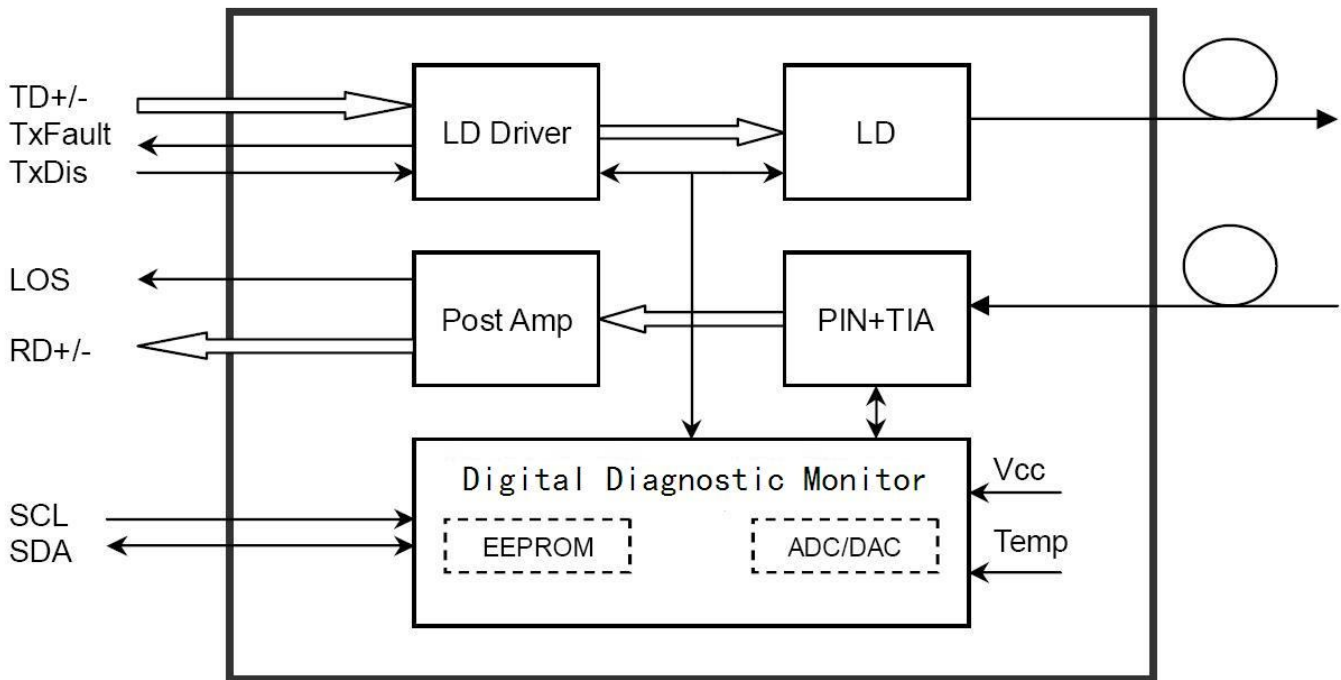 TD+/-
TxFault
TxDis
LD Driver
LD
LOS
RD+/-
Post Amp
PIN+TIA
Digital Diagnostic Monitor
EEPROM
ADC/DAC
Vcc
Temp
SCL
SDA